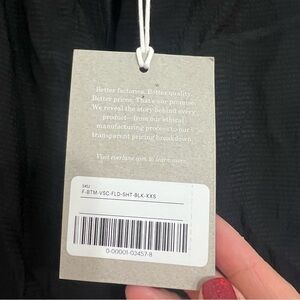 Better factories. Better quality.
Better prices. That's our promise.
We reveal the story behind every
product—from our ethical
manufacturing process to our
transparent pricing breakdown.
Visit everlane.com to learn more.
SKU
F-BTM-VSC-FLD-SHT-BLK-XXS
0-00001-02457-8